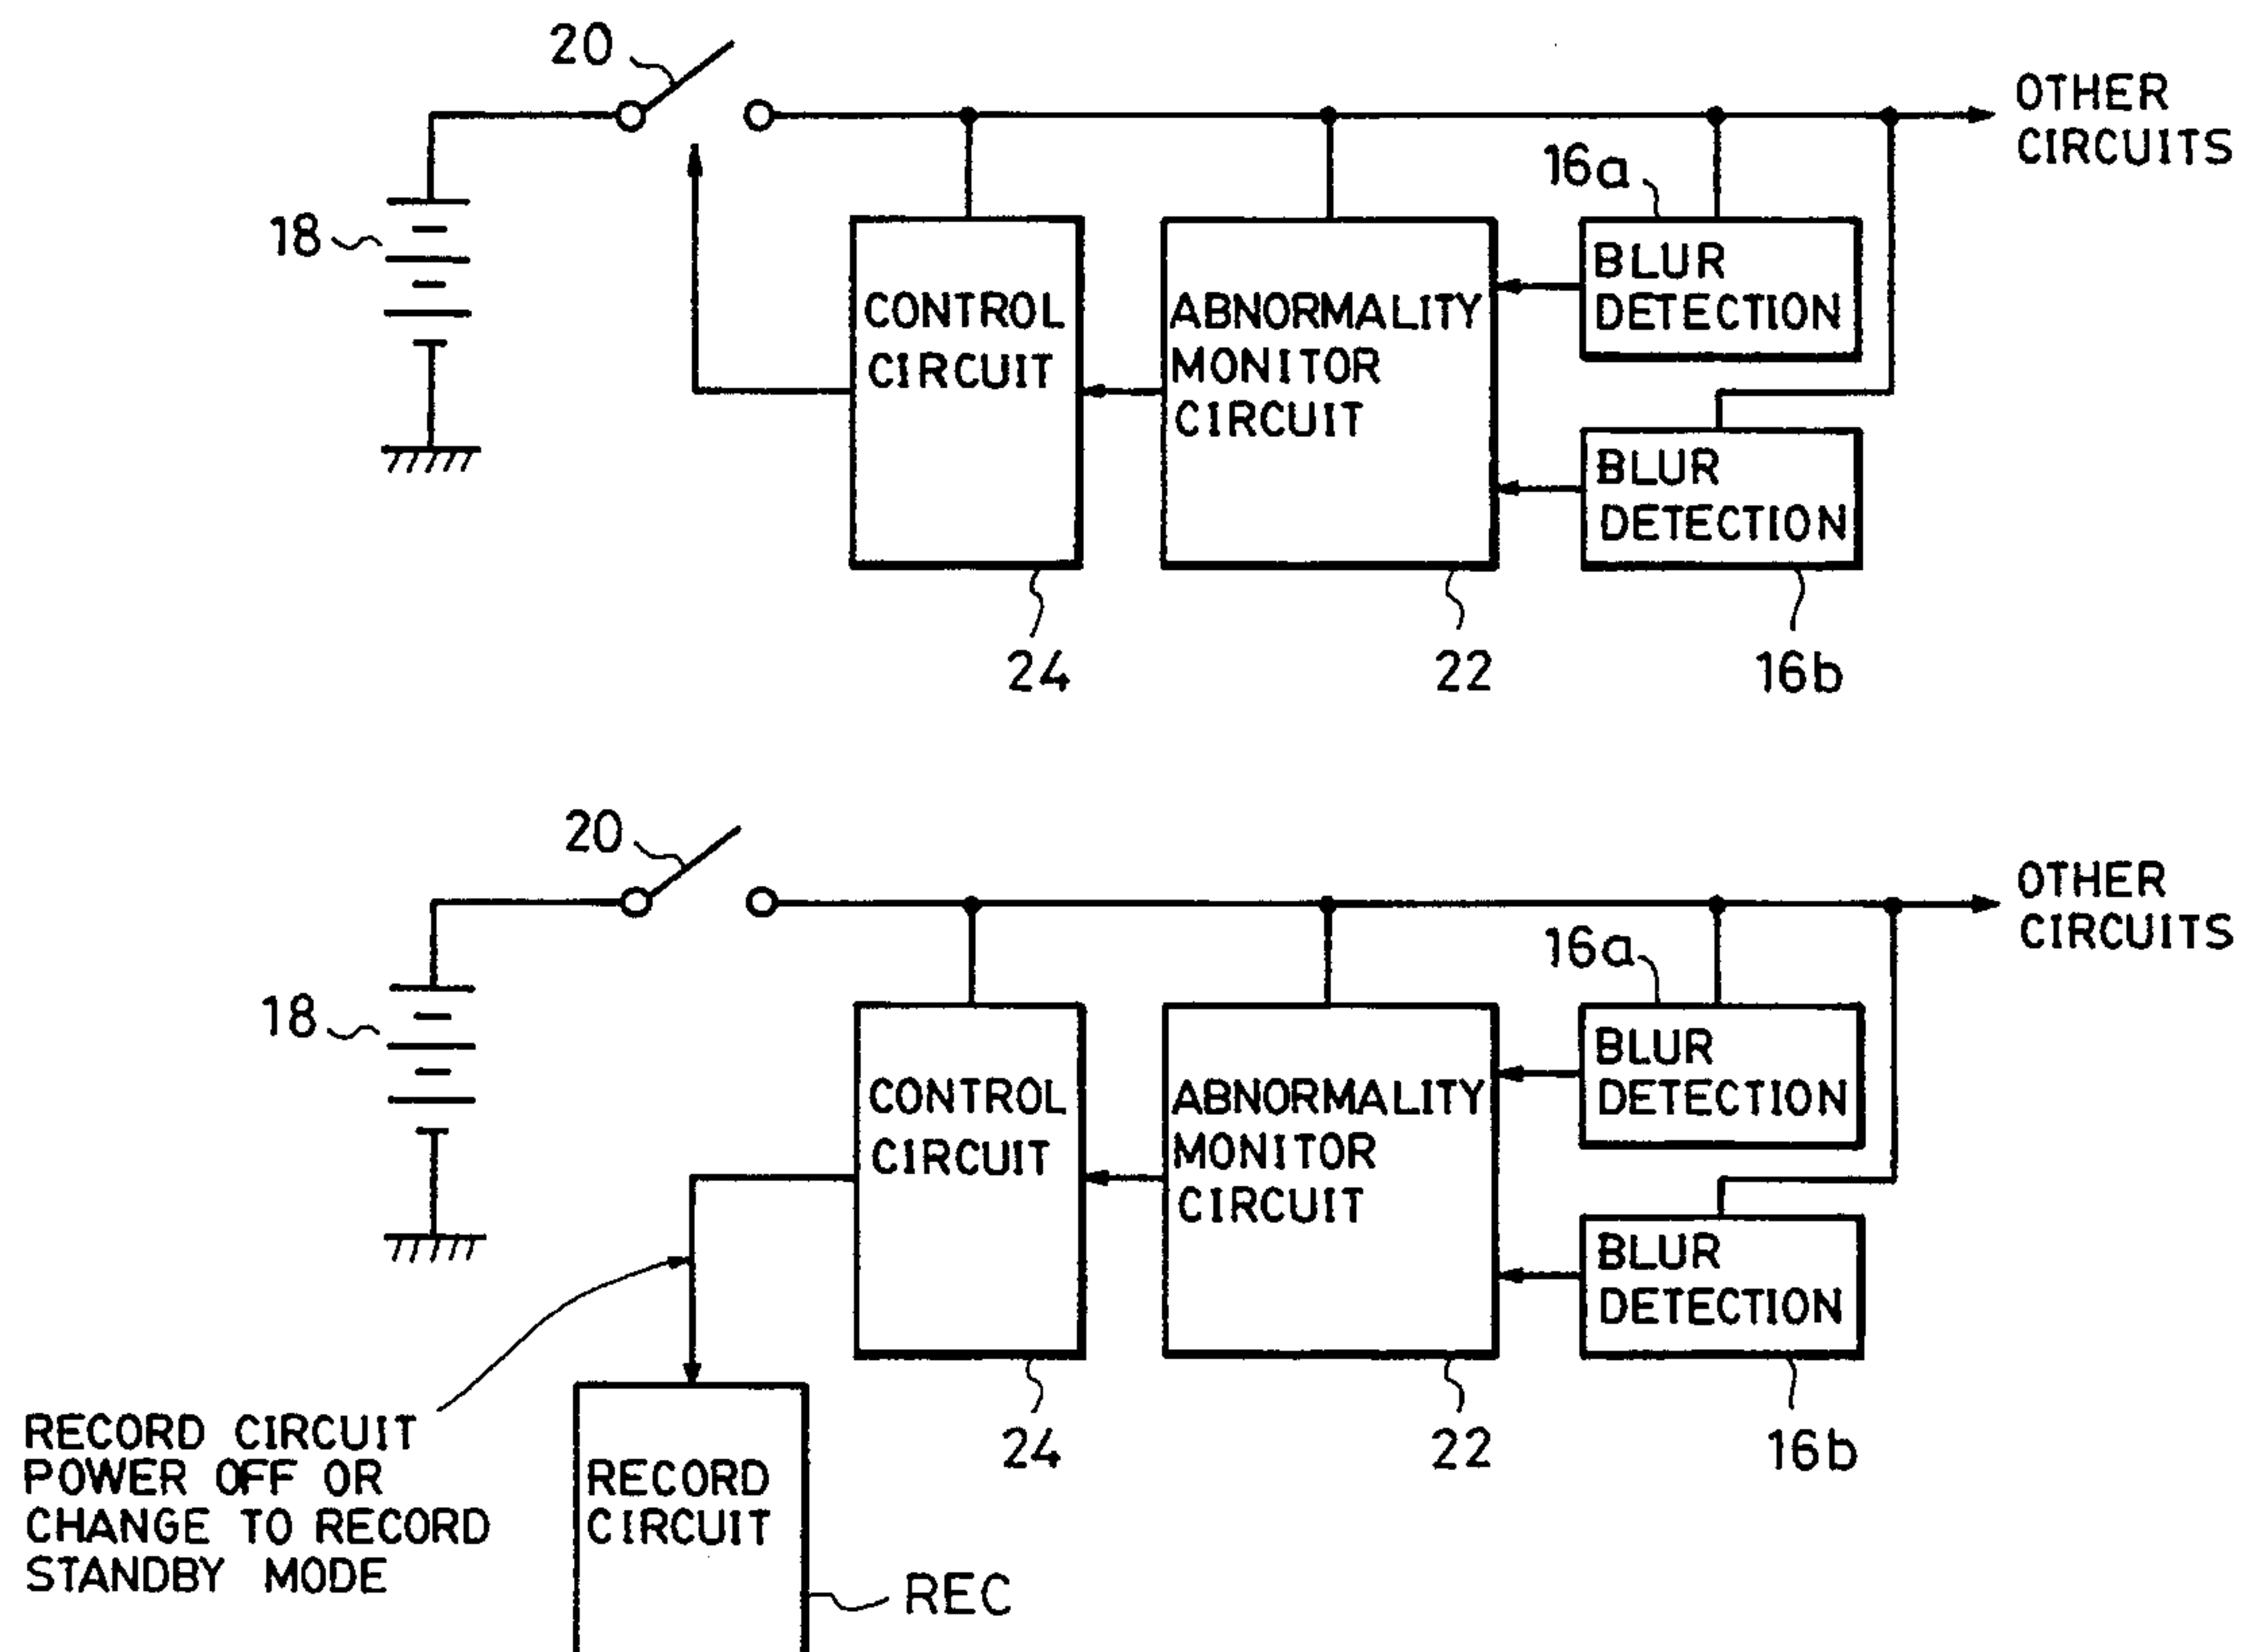 20
OTHER
CIRCUITS
16a
18
BLUR
DETECTION
CONTROL
CIRCUIT
ABNORMALITY
MONITOR
CIRCUIT
BLUR
DETECTION
24
22
16b
20
OTHER
CIRCUITS
16a
18
BLUR
DETECTION
CONTROL
CIRCUIT
ABNORMALITY
MONITOR
CIRCUIT
BLUR
DETECTION
24
22
16b
RECORD CIRCUIT
POWER OFF OR
CHANGE TO RECORD
STANDBY MODE
RECORD
CIRCUIT
REC